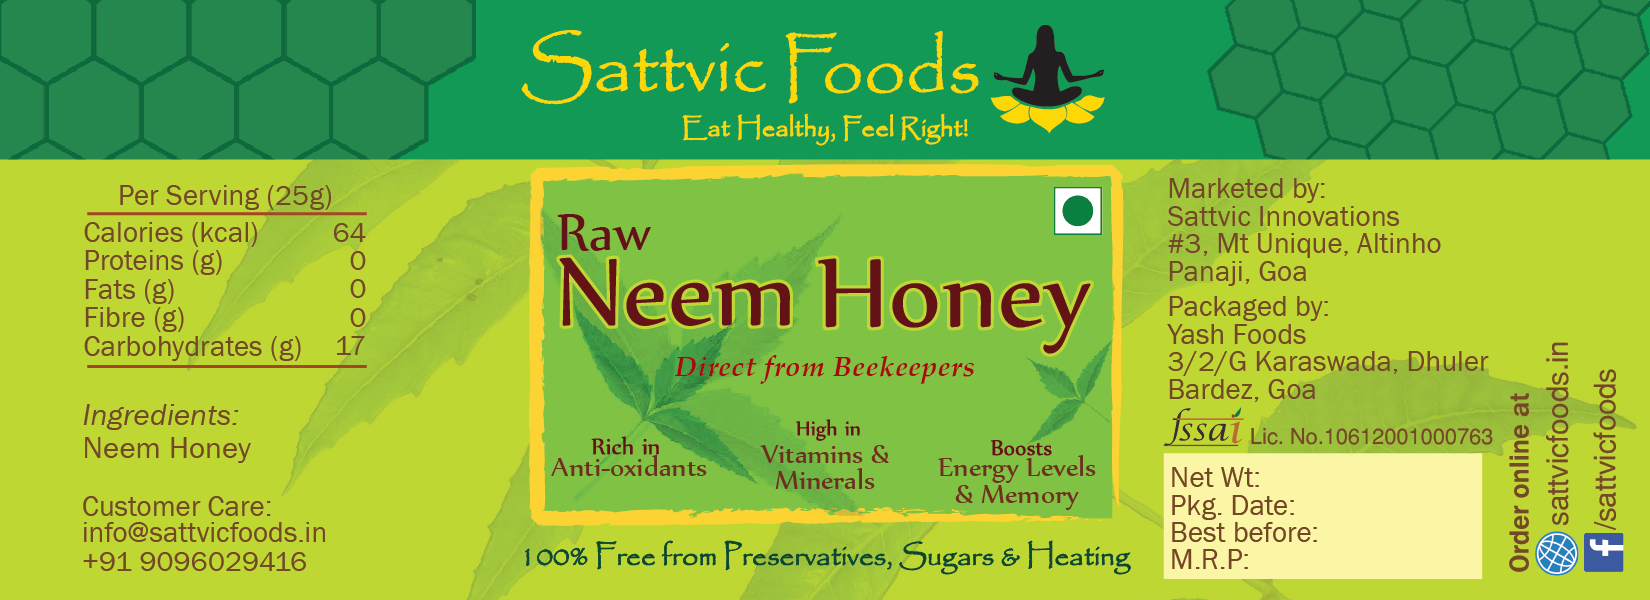 Sattvic Foods
Eat Healthy, Feel Right!
Per Serving (25g)
Calories (kcal) 64
Proteins (g) 0
Fats (g) 0
Fibre (g) 0
Carbohydrates (g) 17
Ingredients:
Neem Honey
Customer Care:
info@sattvicfoods.in
+91 9096029416
Raw
Neem Honey
Direct from Beekeepers
Rich in
Anti-oxidants
High in
Vitamins &
Minerals
Boosts
Energy Levels
& Memory
100% Free from Preservatives, Sugars & Heating
Marketed by:
Sattvic Innovations
#3, Mt Unique, Altinho
Panaji, Goa
Packaged by:
Yash Foods
3/2/G Karaswada, Dhuler
Bardez, Goa
fssai Lic. No.10612001000763
Net Wt:
Pkg. Date:
Best before:
M.R.P:
Order online at
sattvicfoods.in
f /sattvicfoods